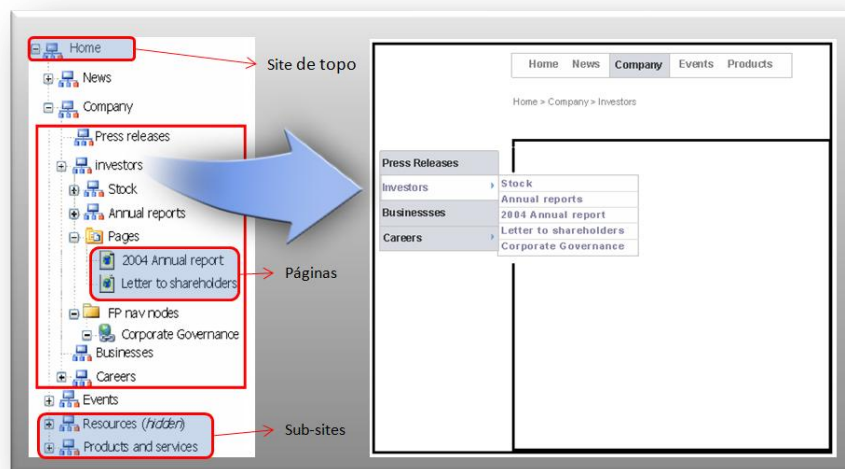 Home
News
Company
Press releases
investors
Stock
Annual reports
Pages
2004 Annual report
Letter to shareholders
FP nav nodes
Corporate Governance
Businesses
Careers
Events
Resources (hidden)
Products and services
Site de topo
Páginas
Sub-sites
Home News Company Events Products
Home > Company > Investors
Press Releases
Investors
Businessses
Careers
Stock
Annual reports
2004 Annual report
Letter to shareholders
Corporate Governance